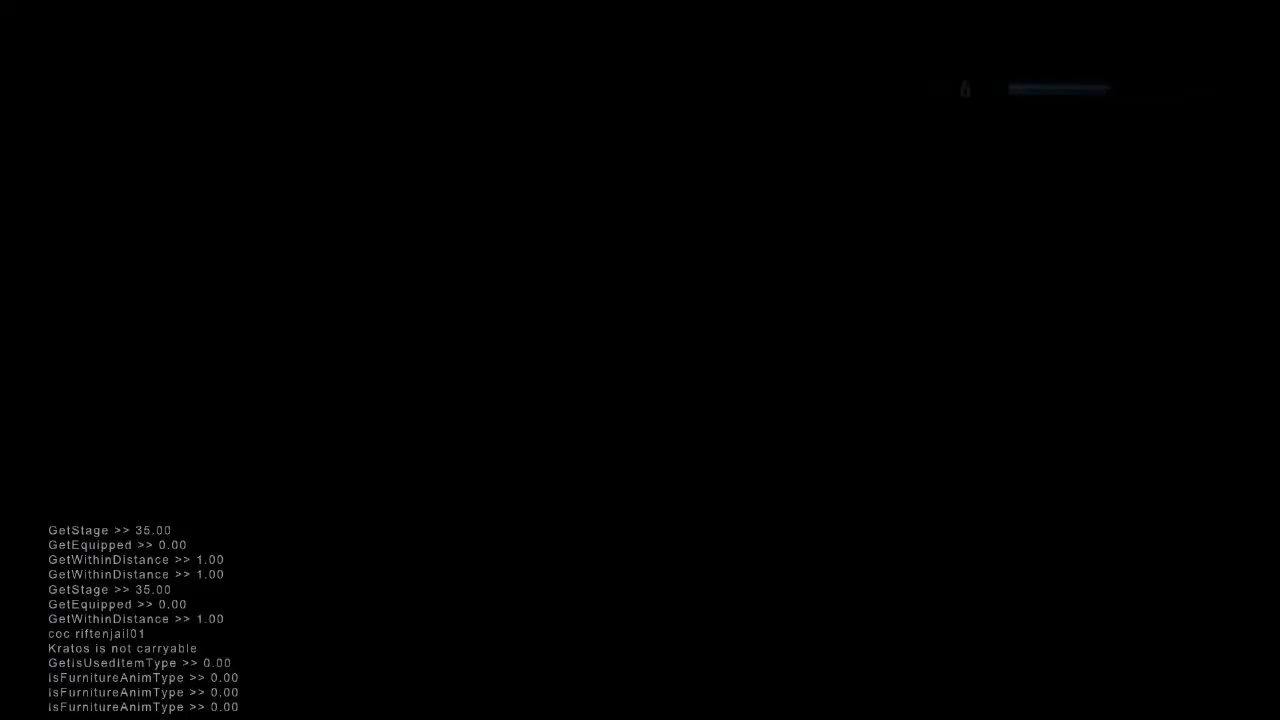 GetStage >> 35.00
GetEquipped >> 0.00
GetWithinDistance >> 1.00
GetWithinDistance >> 1.00
GetStage >> 35.00
GetEquipped >> 0.00
GetWithinDistance >> 1.00
coc riftenjail01
Kratos is not carryable
GetIsUsedItemType >> 0.00
IsFurnitureAnimType >> 0.00
IsFurnitureAnimType >> 0.00
IsFurnitureAnimType >> 0.00